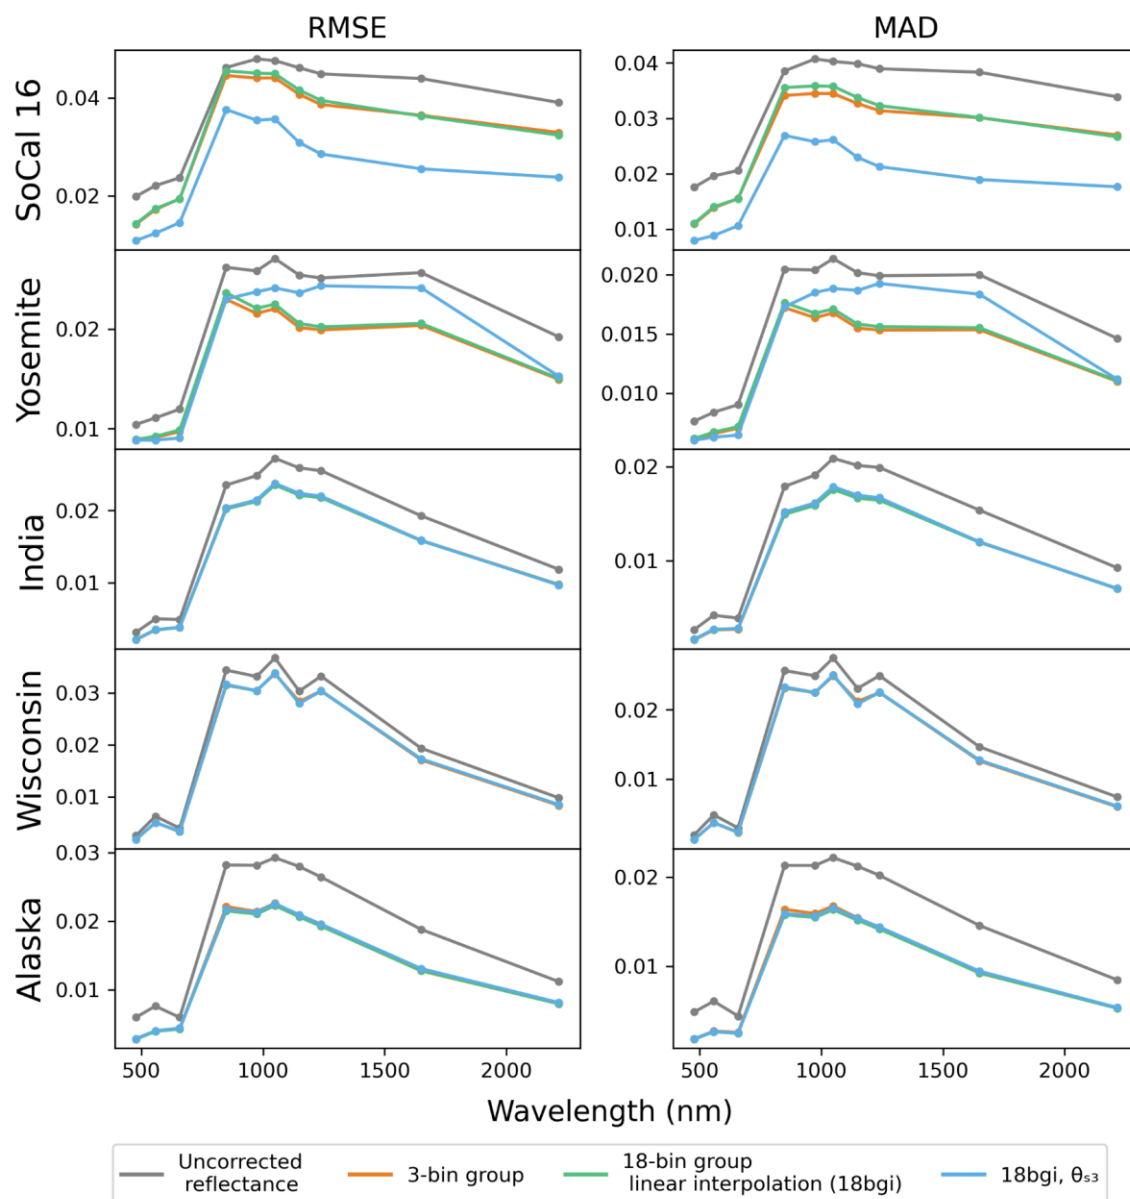 RMSE
MAD
SoCal 16
0.04
0.02
0.04
0.03
0.02
0.01
Yosemite
0.02
0.01
0.020
0.015
0.010
India
0.02
0.01
0.02
0.01
Wisconsin
0.03
0.02
0.01
0.02
0.01
Alaska
0.03
0.02
0.01
0.02
0.01
500 1000 1500 2000
500 1000 1500 2000
Wavelength (nm)
Uncorrected
reflectance
3-bin group
18-bin group
linear interpolation (18bgi)
18bgi, θₛ₃